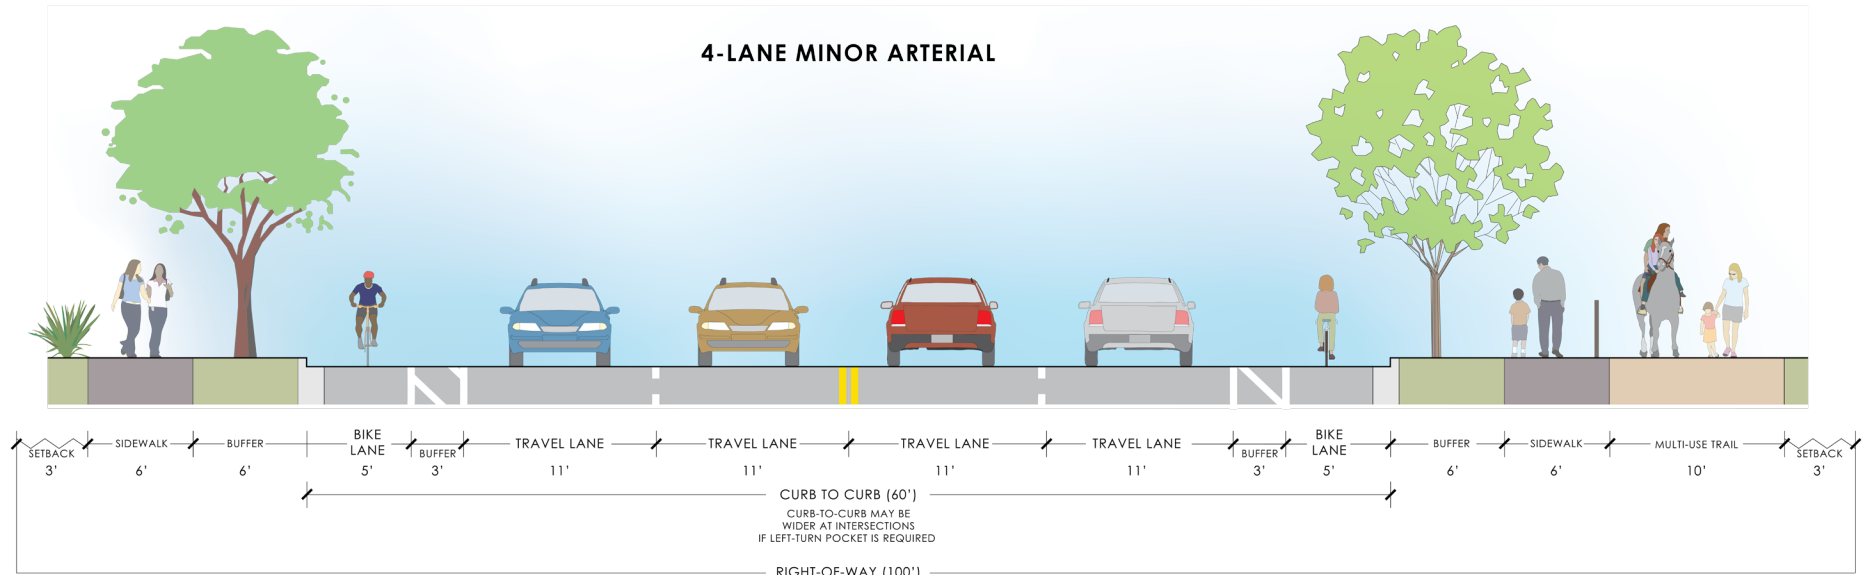 4-LANE MINOR ARTERIAL
SETBACK
3'
SIDEWALK
6'
BUFFER
6'
BIKE
LANE
5'
BUFFER
3'
TRAVEL LANE
11'
TRAVEL LANE
11'
TRAVEL LANE
11'
TRAVEL LANE
11'
BUFFER
3'
BIKE
LANE
5'
BUFFER
6'
SIDEWALK
6'
MULTI-USE TRAIL
10'
SETBACK
3'
CURB TO CURB (60')
CURB-TO-CURB MAY BE
WIDER AT INTERSECTIONS
IF LEFT-TURN POCKET IS REQUIRED
RIGHT-OF-WAY (100')